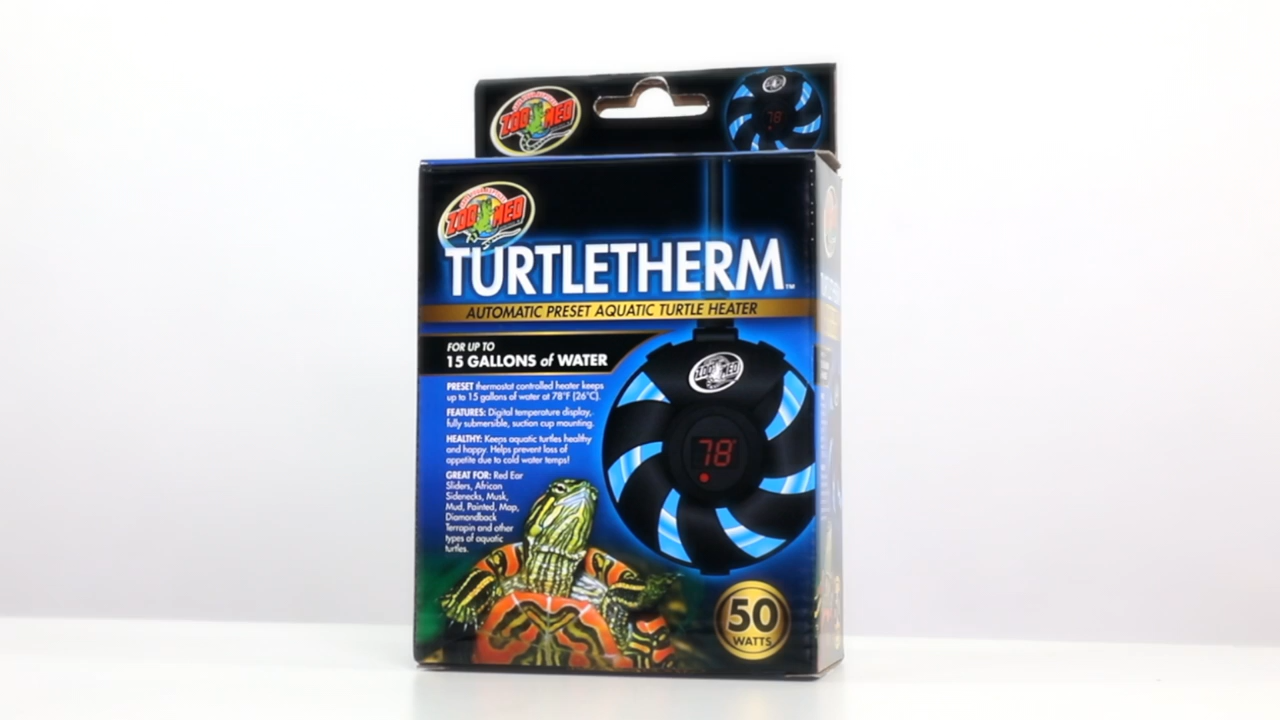 ZOO MED
78°
ZOO MED
TURTLETHERM™
AUTOMATIC PRESET AQUATIC TURTLE HEATER
FOR UP TO
15 GALLONS of WATER
ZOO MED
PRESET thermostat controlled heater keeps
up to 15 gallons of water at 78°F (26°C).
FEATURES: Digital temperature display,
fully submersible, suction cup mounting.
HEALTHY: Keeps aquatic turtles healthy
and happy. Helps prevent loss of
appetite due to cold water temps!
78°
GREAT FOR: Red Ear
Sliders, African
Sidenecks, Musk,
Mud, Painted, Map,
Diamondback
Terrapin and other
types of aquatic
turtles.
50
WATTS